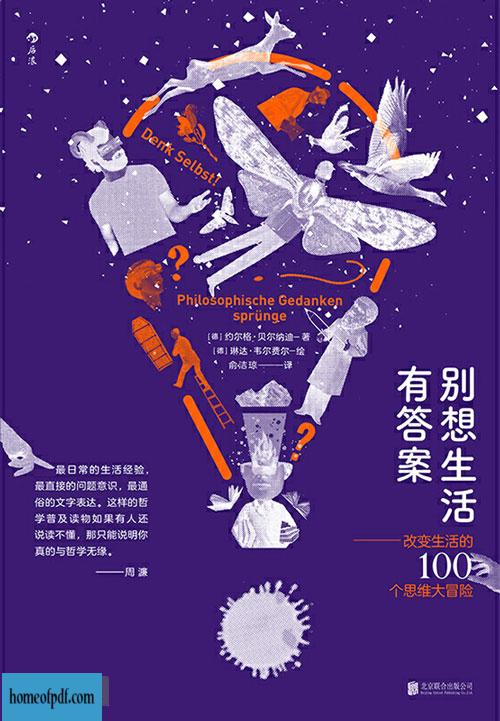 后浪
Denk Selbst!
Philosophische Gedanken
sprünge
[德]约尔格·贝尔纳迪—著
[德]琳达·韦尔费尔—绘
俞洁琼——译
别想生活
有答案
——改变生活的
100
个思维大冒险
最日常的生活经验,
最直接的问题意识,最通
俗的文字表达。这样的哲
学普及读物如果有人还
说读不懂,那只能说明你
真的与哲学无缘。
——周濂
北京联合出版公司
homeofpdf.com